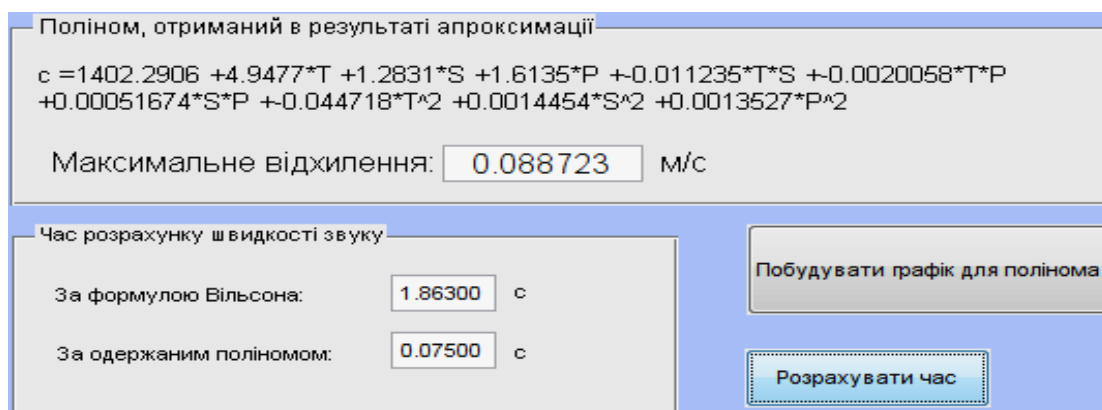 Поліном, отриманий в результаті апроксимації
c =1402.2906 +4.9477*T +1.2831*S +1.6135*P +-0.011235*T*S +-0.0020058*T*P
+0.00051674*S*P +-0.044718*T^2 +0.0014454*S^2 +0.0013527*P^2
Максимальне відхилення: 0.088723 м/с
Час розрахунку швидкості звуку
За формулою Вільсона: 1.86300 с
За одержаним поліномом: 0.07500 с
Побудувати графік для полінома
Розрахувати час